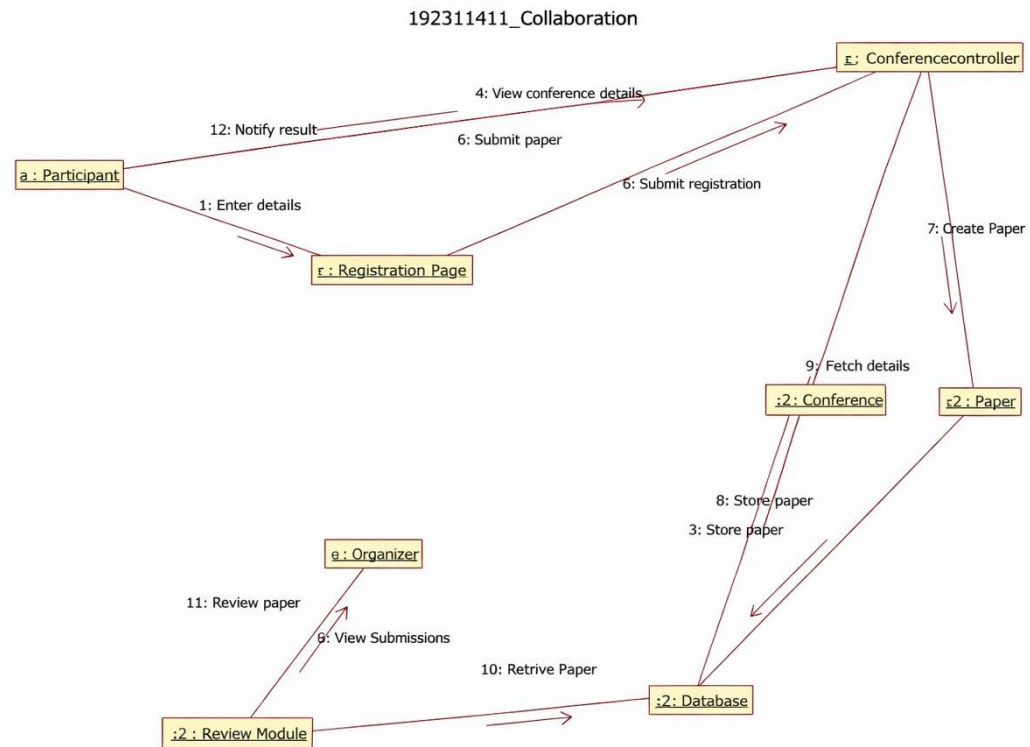 192311411_Collaboration
r : Conferencecontroller
4: View conference details
12: Notify result
6: Submit paper
a : Participant
6: Submit registration
1: Enter details
7: Create Paper
r : Registration Page
9: Fetch details
:2: Conference
r2 : Paper
8: Store paper
3: Store paper
e : Organizer
11: Review paper
6: View Submissions
10: Retrive Paper
:2: Database
:2 : Review Module